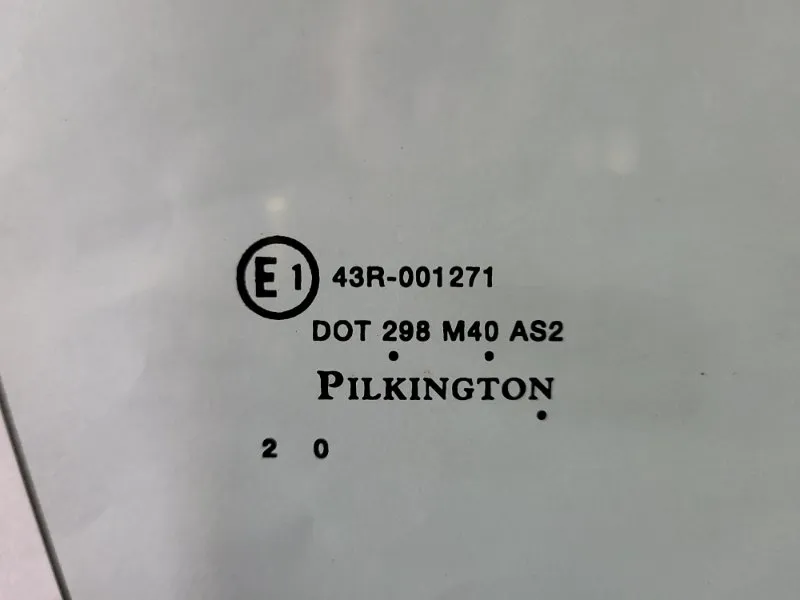 E1 43R-001271
DOT 298 M40 AS2
PILKINGTON
2 0